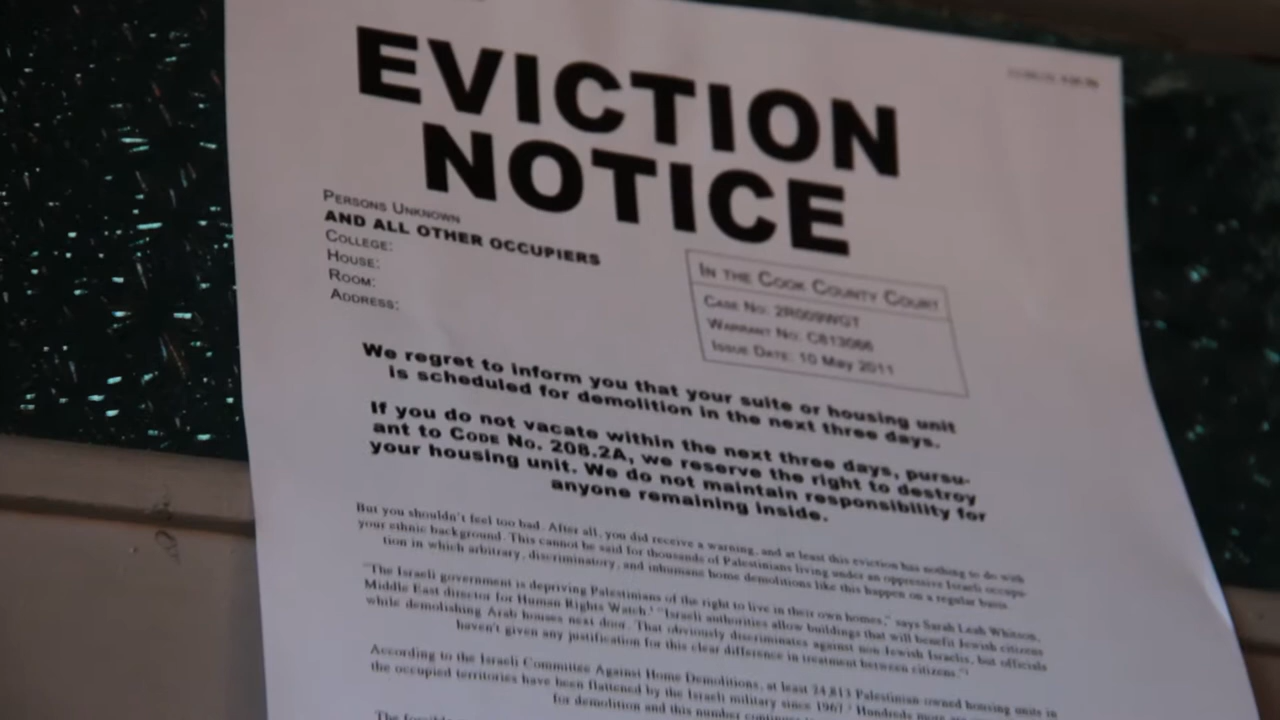 EVICTION
NOTICE
PERSONS UNKNOWN
AND ALL OTHER OCCUPIERS
COLLEGE:
HOUSE:
ROOM:
ADDRESS:
IN THE COOK COUNTY COURT
CASE NO: 2R009WGT
WARRANT NO: C813066
ISSUE DATE: 10 MAY 2011
We regret to inform you that your suite or housing unit
is scheduled for demolition in the next three days.
If you do not vacate within the next three days, pursu-
ant to CODE NO. 208.2A, we reserve the right to destroy
your housing unit. We do not maintain responsibility for
anyone remaining inside.
But you shouldn't feel too bad. After all, you did receive a warning, and at least this eviction has nothing to do with
your ethnic background. This cannot be said for thousands of Palestinians living under an oppressive Israeli occupa-
tion in which arbitrary, discriminatory, and inhumane home demolitions like this happen on a regular basis.
"The Israeli government is depriving Palestinians of the right to live in their own homes," says Sarah Leah Whitson,
Middle East director for Human Rights Watch. "Israeli authorities allow buildings that will benefit Jewish citizens
while demolishing Arab houses next door. That obviously discriminates against non-Jewish Israelis, but officials
haven't given any justification for this clear difference in treatment between citizens."
According to the Israeli Committee Against Home Demolitions, at least 24,813 Palestinian-owned housing units in
the occupied territories have been flattened by the Israeli military since 1967. Hundreds more are
for demolition and this number
The